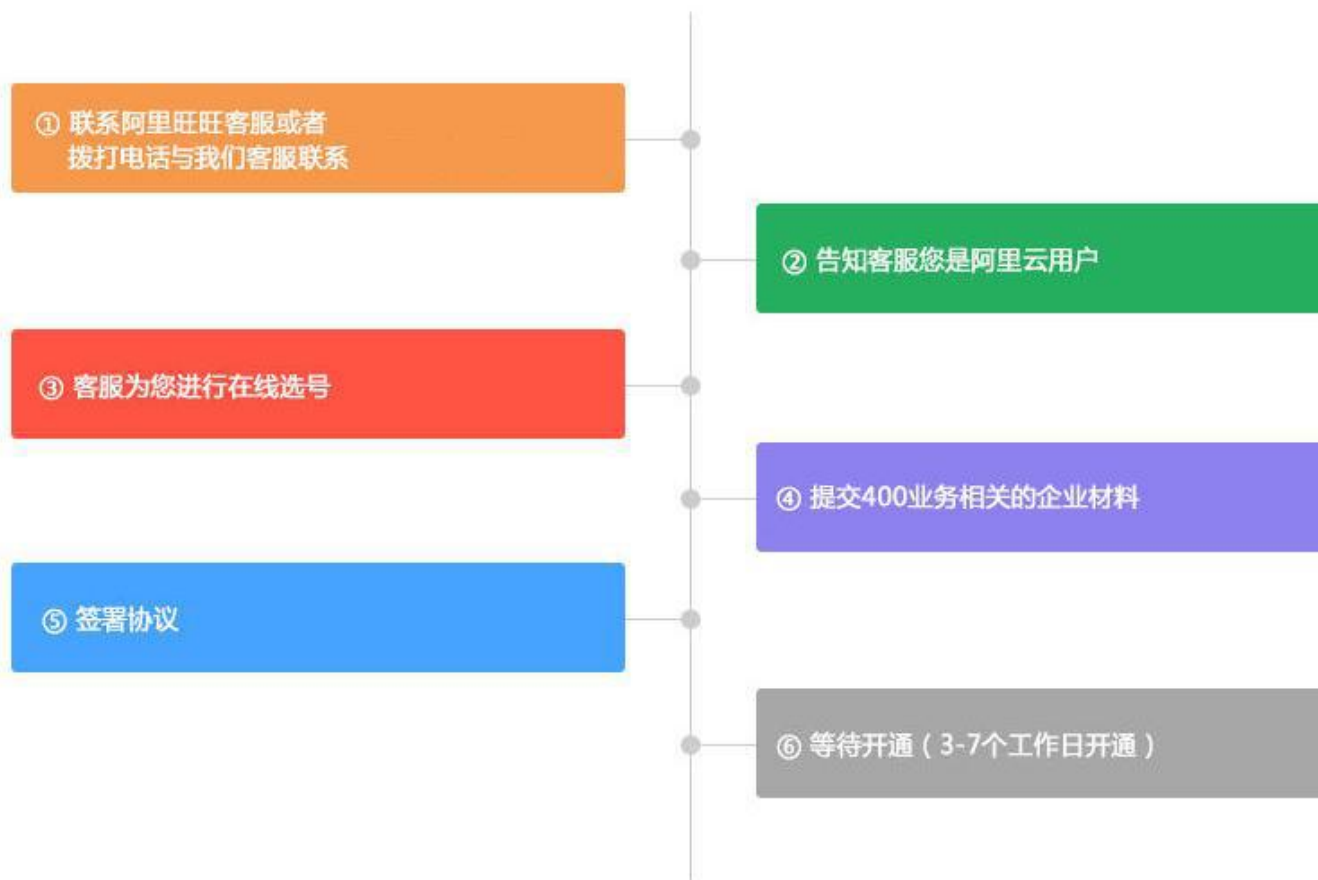 ① 联系阿里旺旺客服或者
拨打电话与我们客服联系
② 告知客服您是阿里云用户
③ 客服为您进行在线选号
④ 提交400业务相关的企业材料
⑤ 签署协议
⑥ 等待开通（3-7个工作日开通）